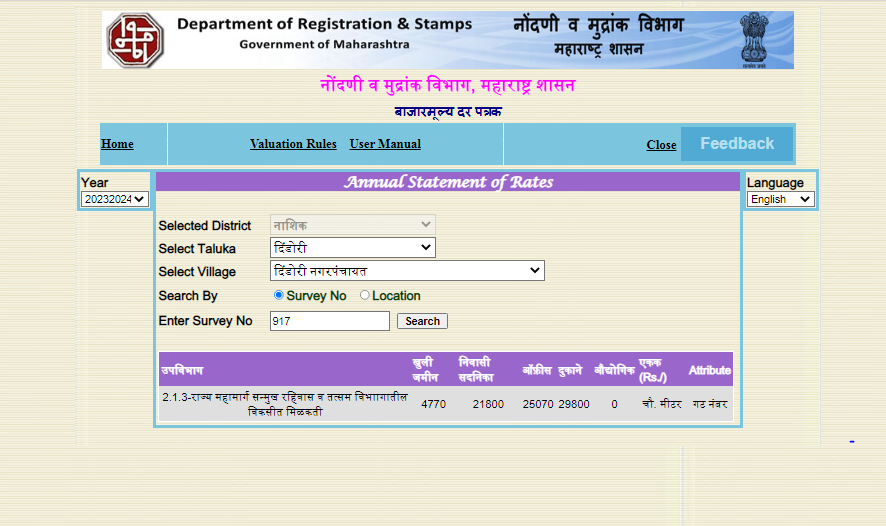 Department of Registration & Stamps
Government of Maharashtra
नोंदणी व मुद्रांक विभाग
महाराष्ट्र शासन
नोंदणी व मुद्रांक विभाग, महाराष्ट्र शासन
बाजारमूल्य दर पत्रक
Home Valuation Rules User Manual Close Feedback
Year
20232024
Annual Statement of Rates
Language
English
Selected District नाशिक
Select Taluka दिंडोरी
Select Village दिंडोरी नगरपंचायत
Search By Survey No Location
Enter Survey No 917 Search
उपविभाग खुली जमीन निवासी सदनिका ऑफ़ीस दुकाने औद्योगिक एकक (Rs./) Attribute
2.1.3-राज्य महामार्ग सन्मुख रहिवास व तत्सम विभाागातील
विकसीत मिळकती
4770 21800 25070 29800 0 चौ. मीटर गट नंबर